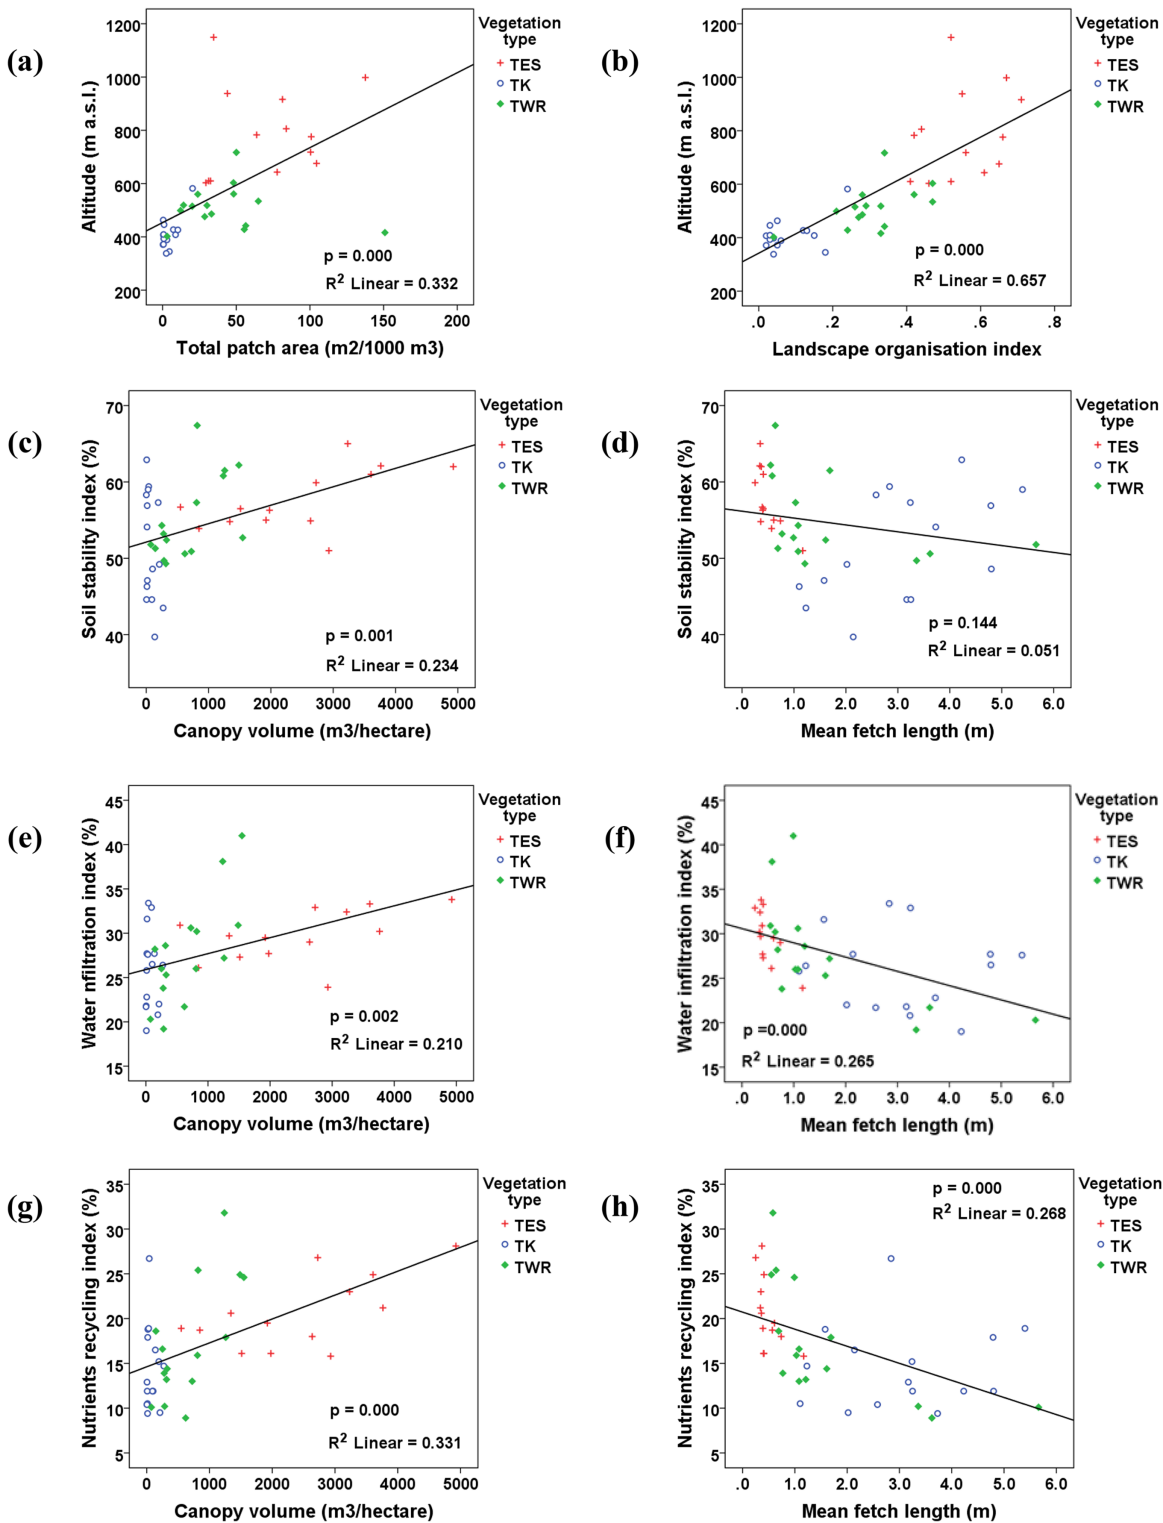 (a)
Altitude (m a.s.l.)
1200
1000
800
600
400
200
0
50
100
150
200
Total patch area (m2/1000 m3)
p = 0.000
R² Linear = 0.332
Vegetation
type
TES
TK
TWR
(b)
Altitude (m a.s.l.)
1200
1000
800
600
400
200
.0
.2
.4
.6
.8
Landscape organisation index
p = 0.000
R² Linear = 0.657
Vegetation
type
TES
TK
TWR
(c)
Soil stability index (%)
70
60
50
40
0
1000
2000
3000
4000
5000
Canopy volume (m3/hectare)
p = 0.001
R² Linear = 0.234
Vegetation
type
TES
TK
TWR
(d)
Soil stability index (%)
70
60
50
40
.0
1.0
2.0
3.0
4.0
5.0
6.0
Mean fetch length (m)
p = 0.144
R² Linear = 0.051
Vegetation
type
TES
TK
TWR
(e)
Water nfiltration index (%)
45
40
35
30
25
20
15
0
1000
2000
3000
4000
5000
Canopy volume (m3/hectare)
p = 0.002
R² Linear = 0.210
Vegetation
type
TES
TK
TWR
(f)
Water infiltration index (%)
45
40
35
30
25
20
15
.0
1.0
2.0
3.0
4.0
5.0
6.0
Mean fetch length (m)
p =0.000
R² Linear = 0.265
Vegetation
type
TES
TK
TWR
(g)
Nutrients recycling index (%)
35
30
25
20
15
10
5
0
1000
2000
3000
4000
5000
Canopy volume (m3/hectare)
p = 0.000
R² Linear = 0.331
Vegetation
type
TES
TK
TWR
(h)
Nutrients recycling index (%)
35
30
25
20
15
10
5
.0
1.0
2.0
3.0
4.0
5.0
6.0
Mean fetch length (m)
p = 0.000
R² Linear = 0.268
Vegetation
type
TES
TK
TWR